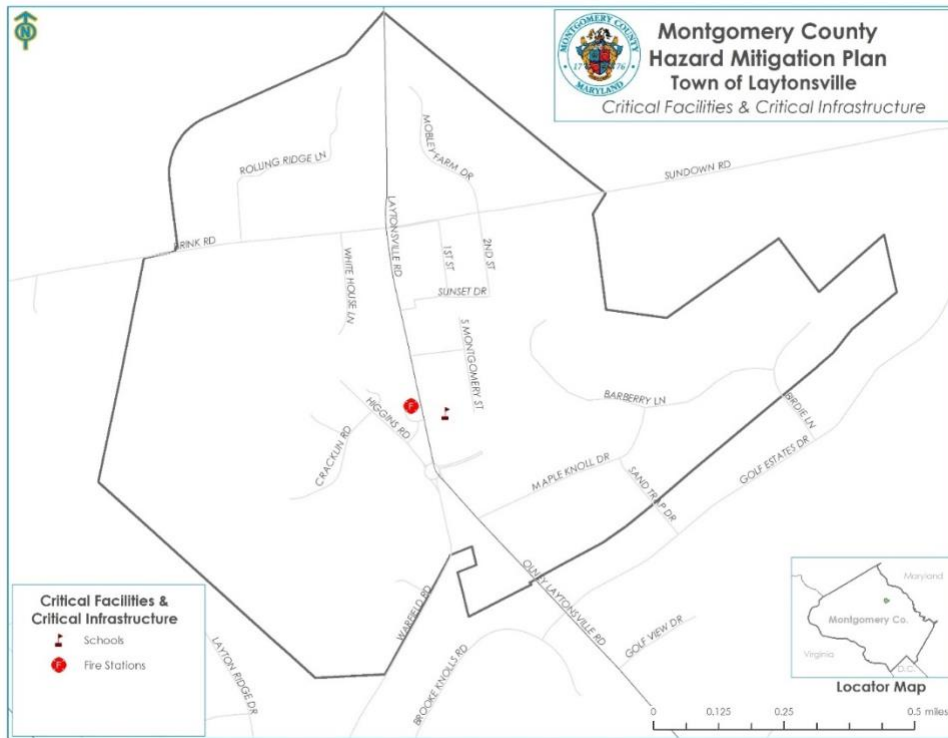 N
Montgomery County
Hazard Mitigation Plan
Town of Laytonsville
Critical Facilities & Critical Infrastructure
MONTGOMERY COUNTY
17 76
MARYLAND
ROLLING RIDGE LN
MOBLEY FARM DR
SUNDOWN RD
BRINK RD
LAYTONSVILLE RD
WHITE HOUSE LN
1ST ST
2ND ST
SUNSET DR
S MONTGOMERY ST
F
HIGGINS RD
CRACKLIN RD
BARBERRY LN
BIRDIE LN
GOLF ESTATES DR
MAPLE KNOLL DR
SAND TRAP DR
OLNEY LAYTONSVILLE RD
WARFIELD RD
GOLF VIEW DR
BROOKE KNOLLS RD
LAYTON RIDGE DR
Critical Facilities &
Critical Infrastructure
Schools
F Fire Stations
Maryland
Montgomery Co.
Virginia
D.C.
Locator Map
0 0.125 0.25 0.5 miles